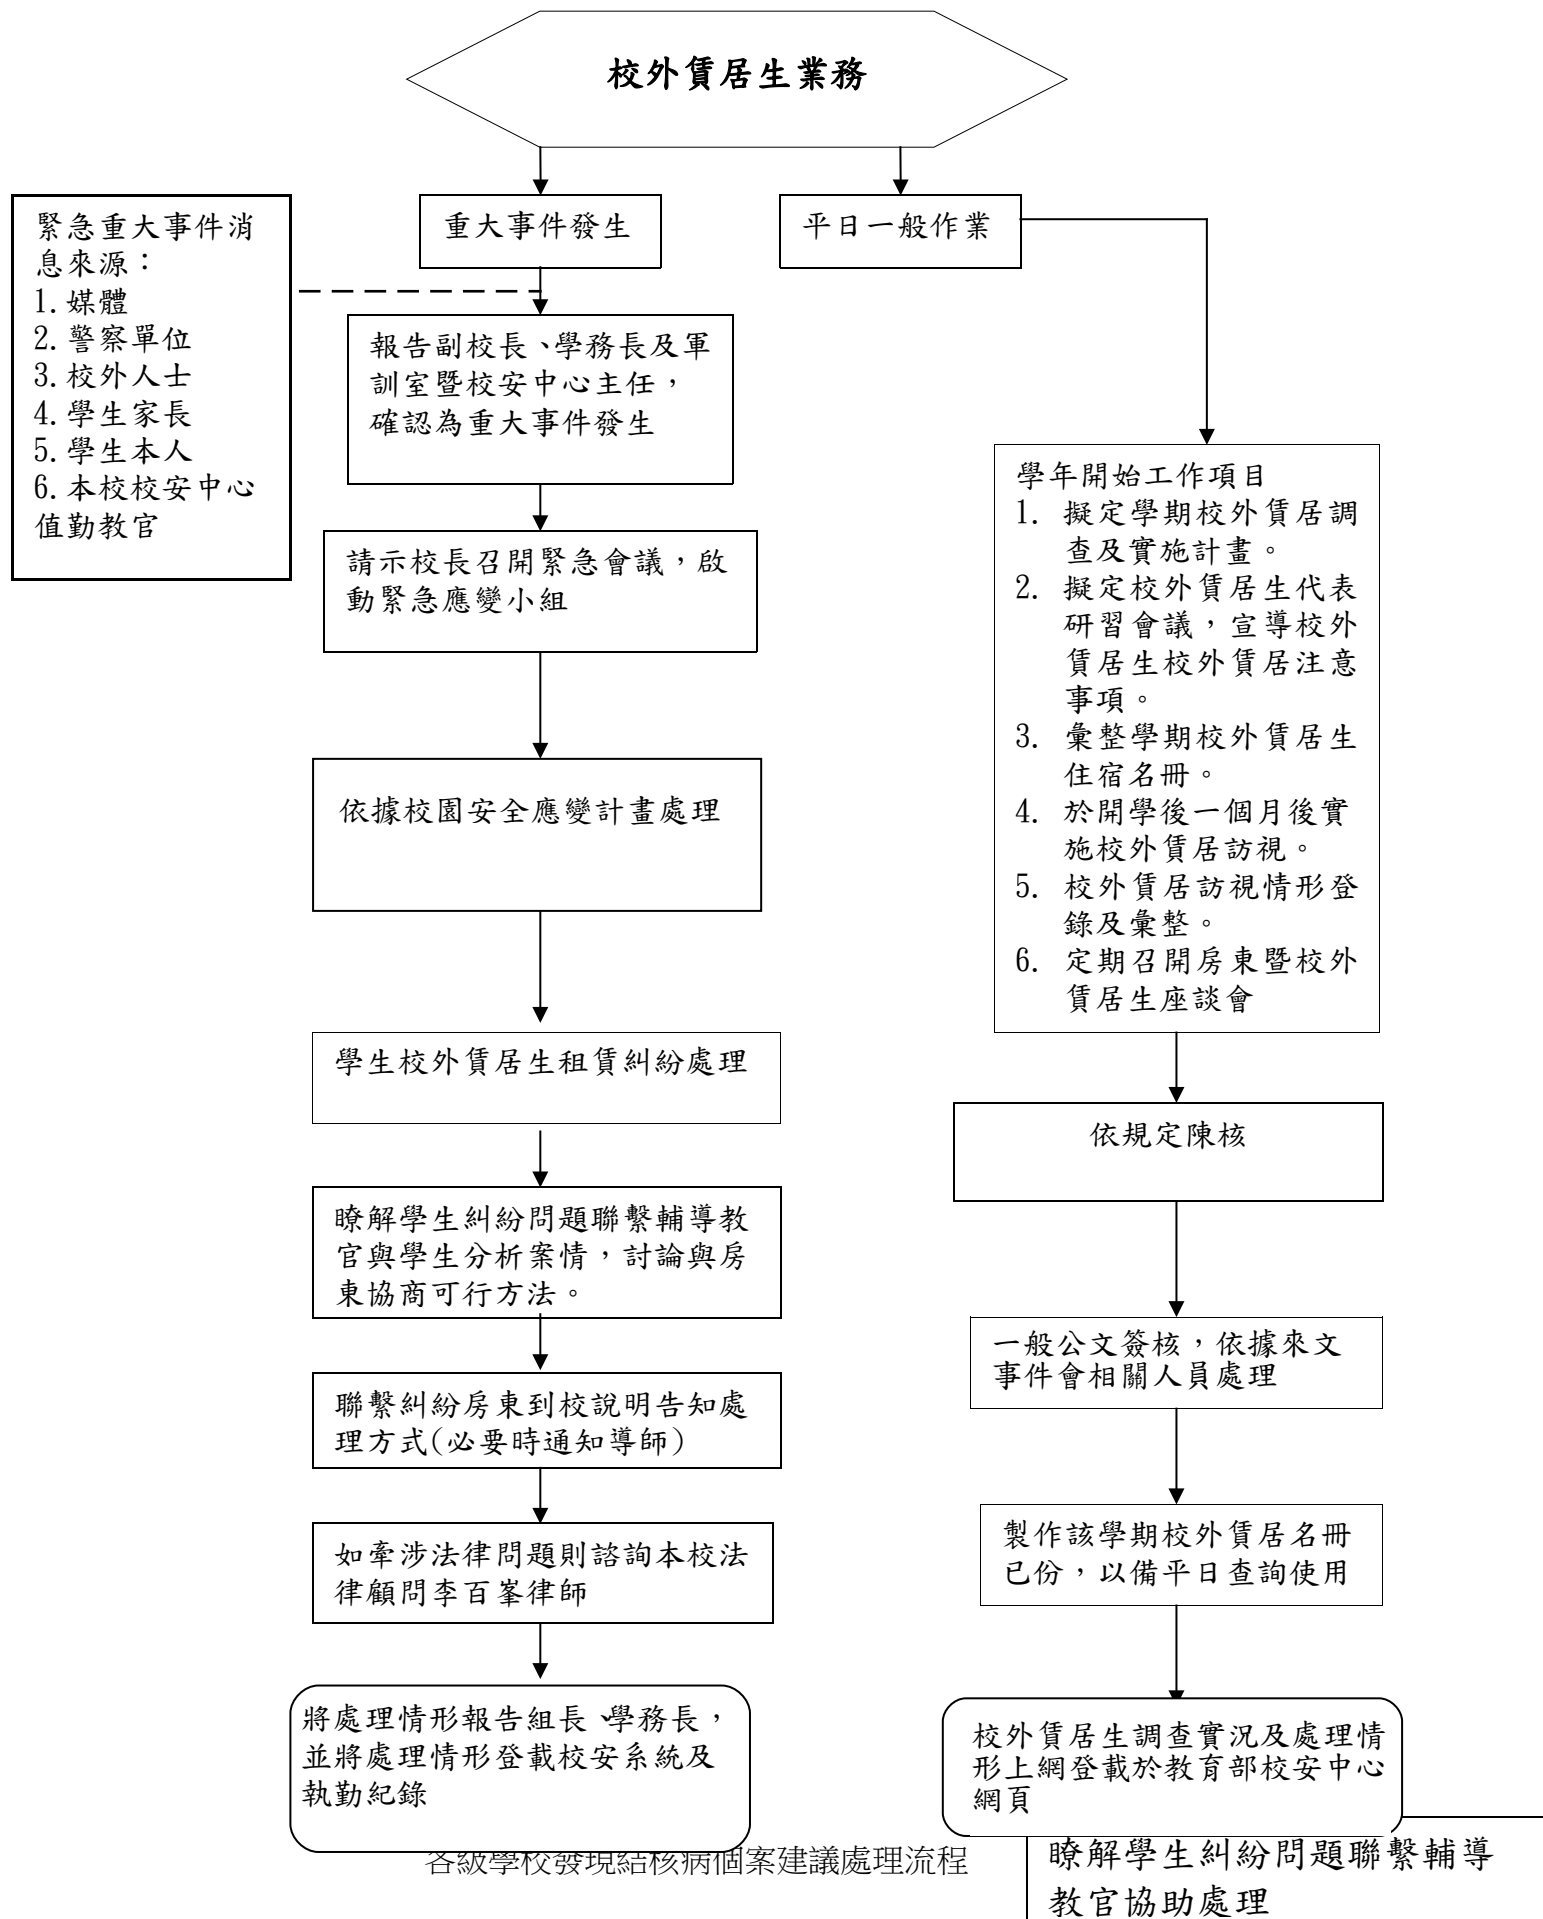 校外賃居生業務
重大事件發生
平日一般作業
緊急重大事件消
息來源：
1.媒體
2.警察單位
3.校外人士
4.學生家長
5.學生本人
6.本校校安中心
值勤教官
報告副校長、學務長及軍
訓室暨校安中心主任，
確認為重大事件發生
請示校長召開緊急會議，啟
動緊急應變小組
依據校園安全應變計畫處理
學生校外賃居生租賃糾紛處理
瞭解學生糾紛問題聯繫輔導教
官與學生分析案情，討論與房
東協商可行方法。
聯繫糾紛房東到校說明告知處
理方式(必要時通知導師)
如牽涉法律問題則諮詢本校法
律顧問李百峯律師
將處理情形報告組長、學務長，
並將處理情形登載校安系統及
執勤紀錄
學年開始工作項目
1. 擬定學期校外賃居調
查及實施計畫。
2. 擬定校外賃居生代表
研習會議，宣導校外
賃居生校外賃居注意
事項。
3. 彙整學期校外賃居生
住宿名冊。
4. 於開學後一個月後實
施校外賃居訪視。
5. 校外賃居訪視情形登
錄及彙整。
6. 定期召開房東暨校外
賃居生座談會
依規定陳核
一般公文簽核，依據來文
事件會相關人員處理
製作該學期校外賃居名冊
已份，以備平日查詢使用
校外賃居生調查實況及處理情
形上網登載於教育部校安中心
網頁
各級學校發現結核病個案建議處理流程
瞭解學生糾紛問題聯繫輔導
教官協助處理